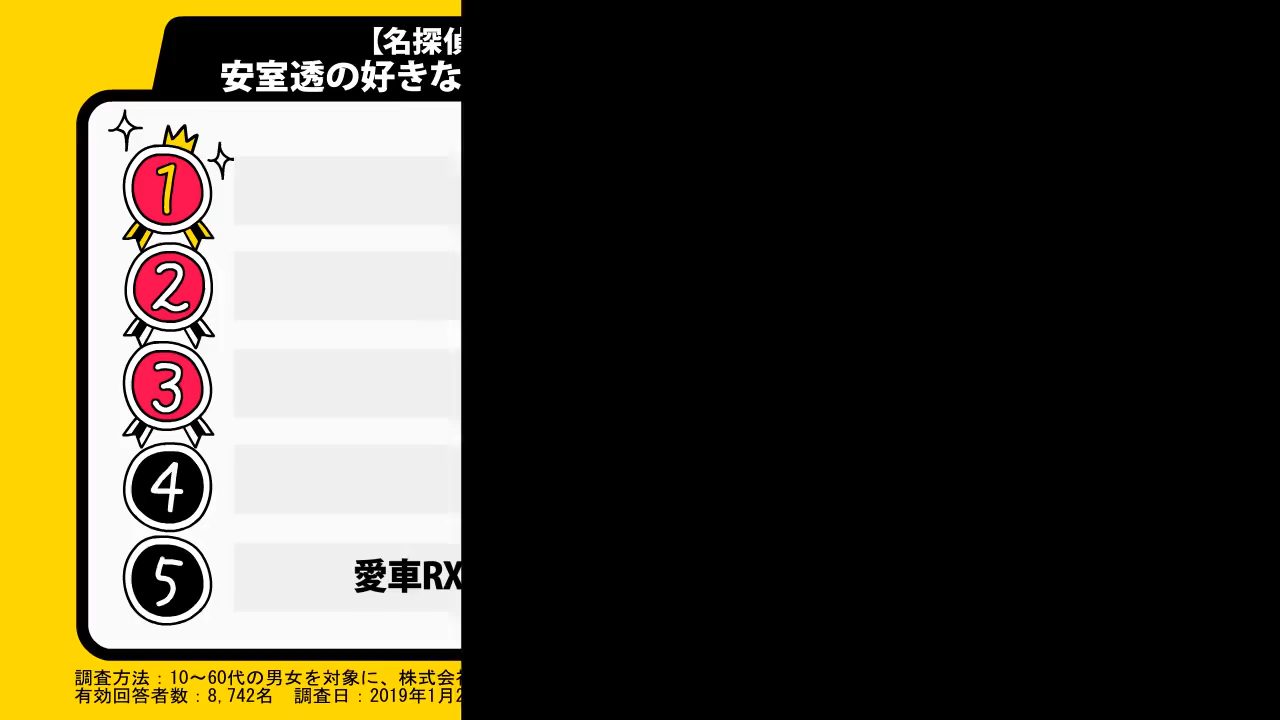 【名探偵
安室透の好きな
1
2
3
4
5
愛車RX
調査方法：10～60代の男女を対象に、株式会
有効回答者数：8,742名　調査日：2019年1月2